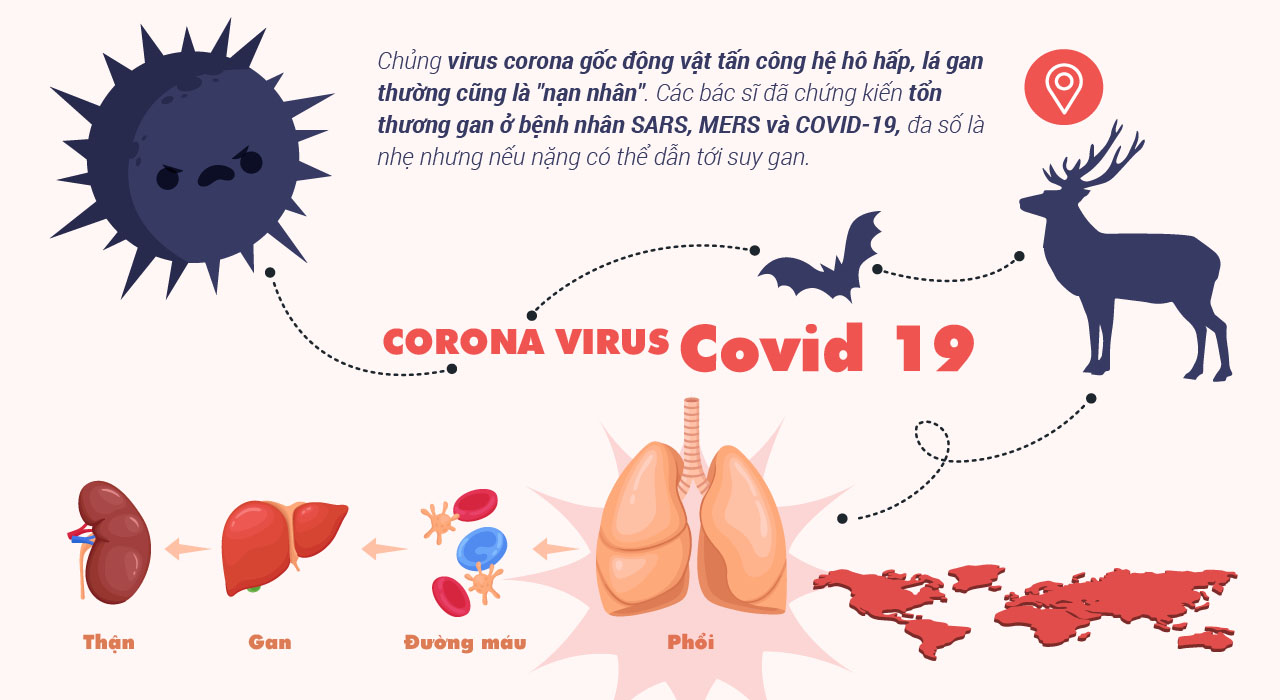 Chủng virus corona gốc động vật tấn công hệ hô hấp, lá gan
thường cũng là "nạn nhân". Các bác sĩ đã chứng kiến tổn
thương gan ở bệnh nhân SARS, MERS và COVID-19, đa số là
nhẹ nhưng nếu nặng có thể dẫn tới suy gan.
CORONA VIRUS Covid 19
Thận Gan Đường máu Phổi